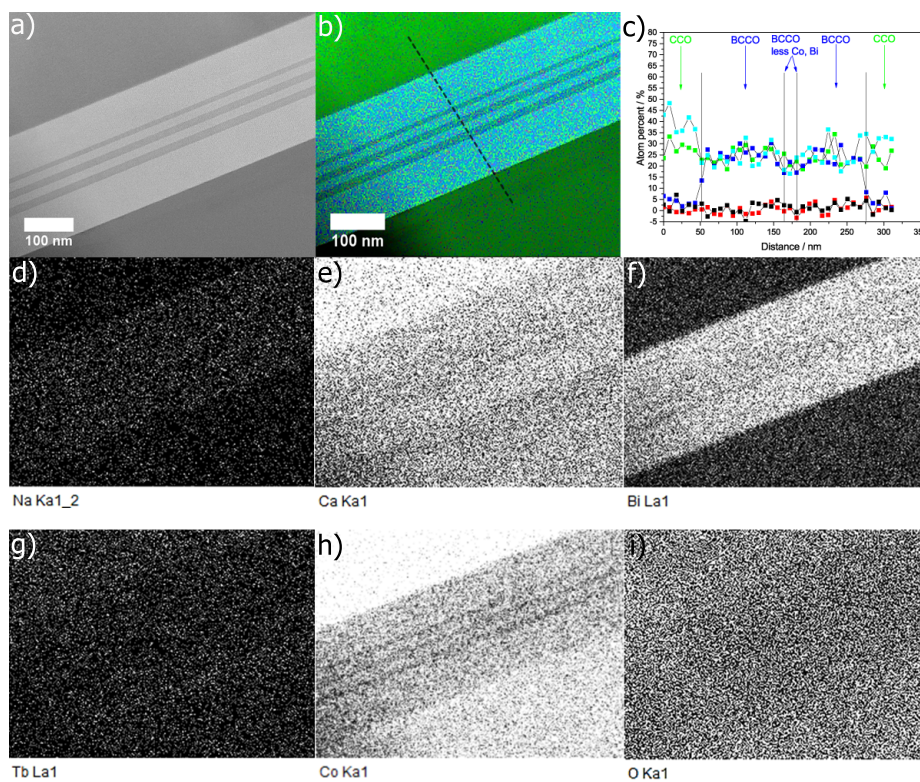 a)
100 nm
b)
100 nm
c)
CCO
BCCO
BCCO
less Co, Bi
BCCO
CCO
Atom percent / %
80
75
70
65
60
55
50
45
40
35
30
25
20
15
10
5
0
-5
0
50
100
150
200
250
300
35
Distance / nm
d)
Na Ka1_2
e)
Ca Ka1
f)
Bi La1
g)
Tb La1
h)
Co Ka1
i)
O Ka1